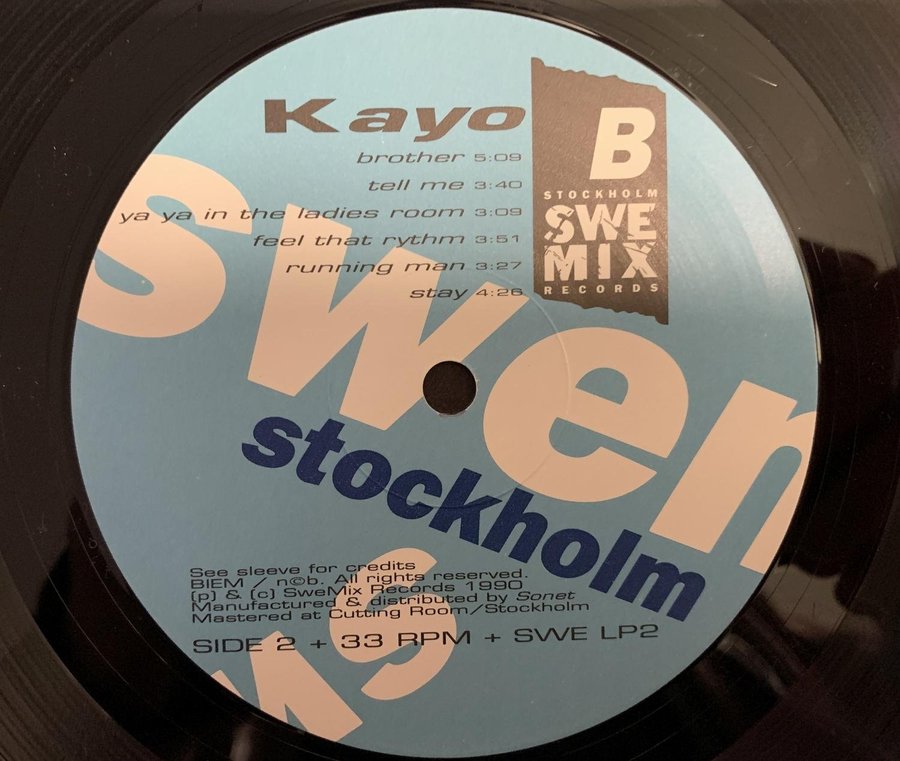 Kayo
brother 5:09
tell me 3:40
ya ya in the ladies room 3:09
feel that rythm 3:51
running man 3:27
stay 4:26
B
STOCKHOLM
SWE
MIX
RECORDS
swem
stockholm
See sleeve for credits
BIEM / n©b. All rights reserved.
(p) & (c) SweMix Records 1990
Manufactured & distributed by Sonet
Mastered at Cutting Room/Stockholm
SIDE 2 + 33 RPM + SWE LP2